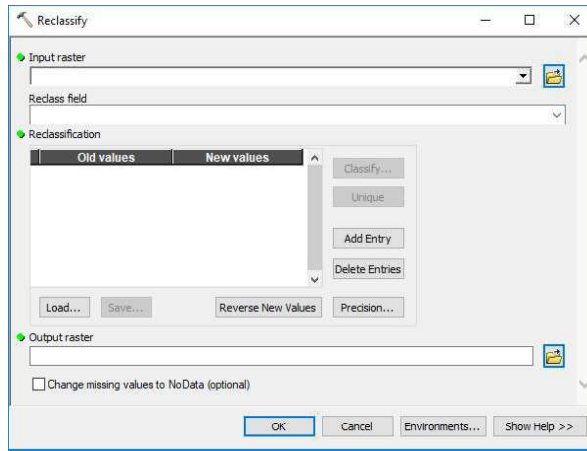 Reclassify
Input raster
Reclass field
Reclassification
Old values New values
Classify...
Unique
Add Entry
Delete Entries
Load... Save... Reverse New Values Precision...
Output raster
Change missing values to NoData (optional)
OK Cancel Environments... Show Help >>